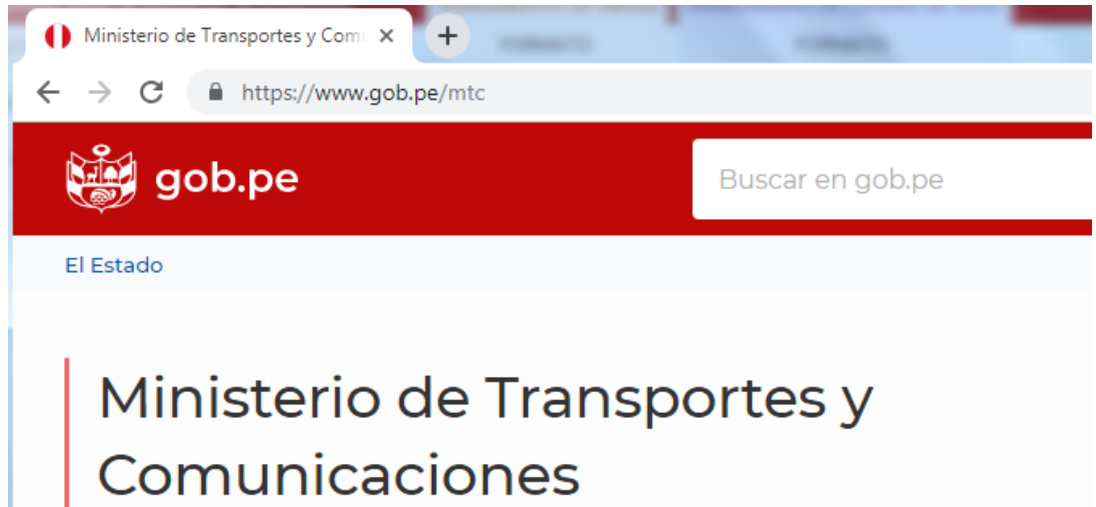 Ministerio de Transportes y Com
https://www.gob.pe/mtc
gob.pe
Buscar en gob.pe
El Estado
Ministerio de Transportes y
Comunicaciones